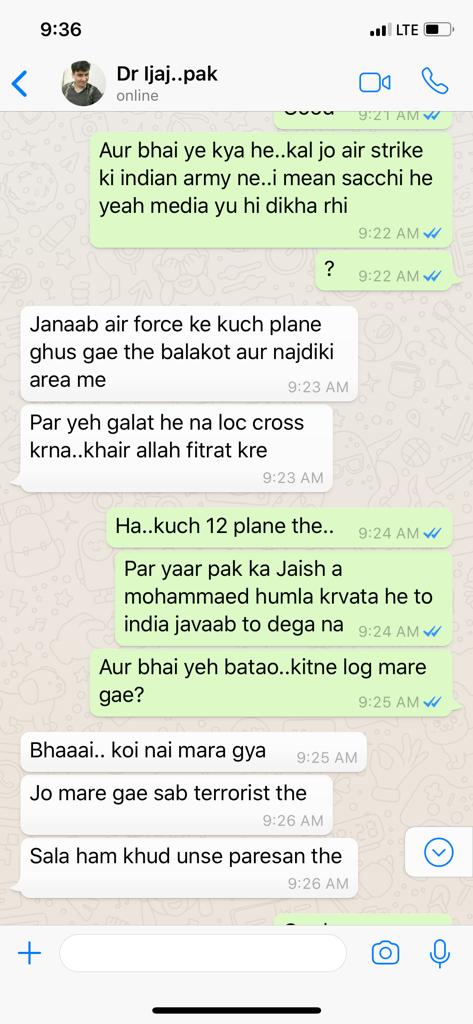 9:36
LTE
Dr Ijaj..pak
online
Good 9:21 AM
Aur bhai ye kya he..kal jo air strike
ki indian army ne..i mean sacchi he
yeah media yu hi dikha rhi
9:22 AM
? 9:22 AM
Janaab air force ke kuch plane
ghus gae the balakot aur najdiki
area me 9:23 AM
Par yeh galat he na loc cross
krna..khair allah fitrat kre
9:23 AM
Ha..kuch 12 plane the.. 9:24 AM
Par yaar pak ka Jaish a
mohammaed humla krvata he to
india javaab to dega na 9:24 AM
Aur bhai yeh batao..kitne log mare
gae? 9:25 AM
Bhaaai.. koi nai mara gya 9:25 AM
Jo mare gae sab terrorist the
9:26 AM
Sala ham khud unse paresan the
9:26 AM